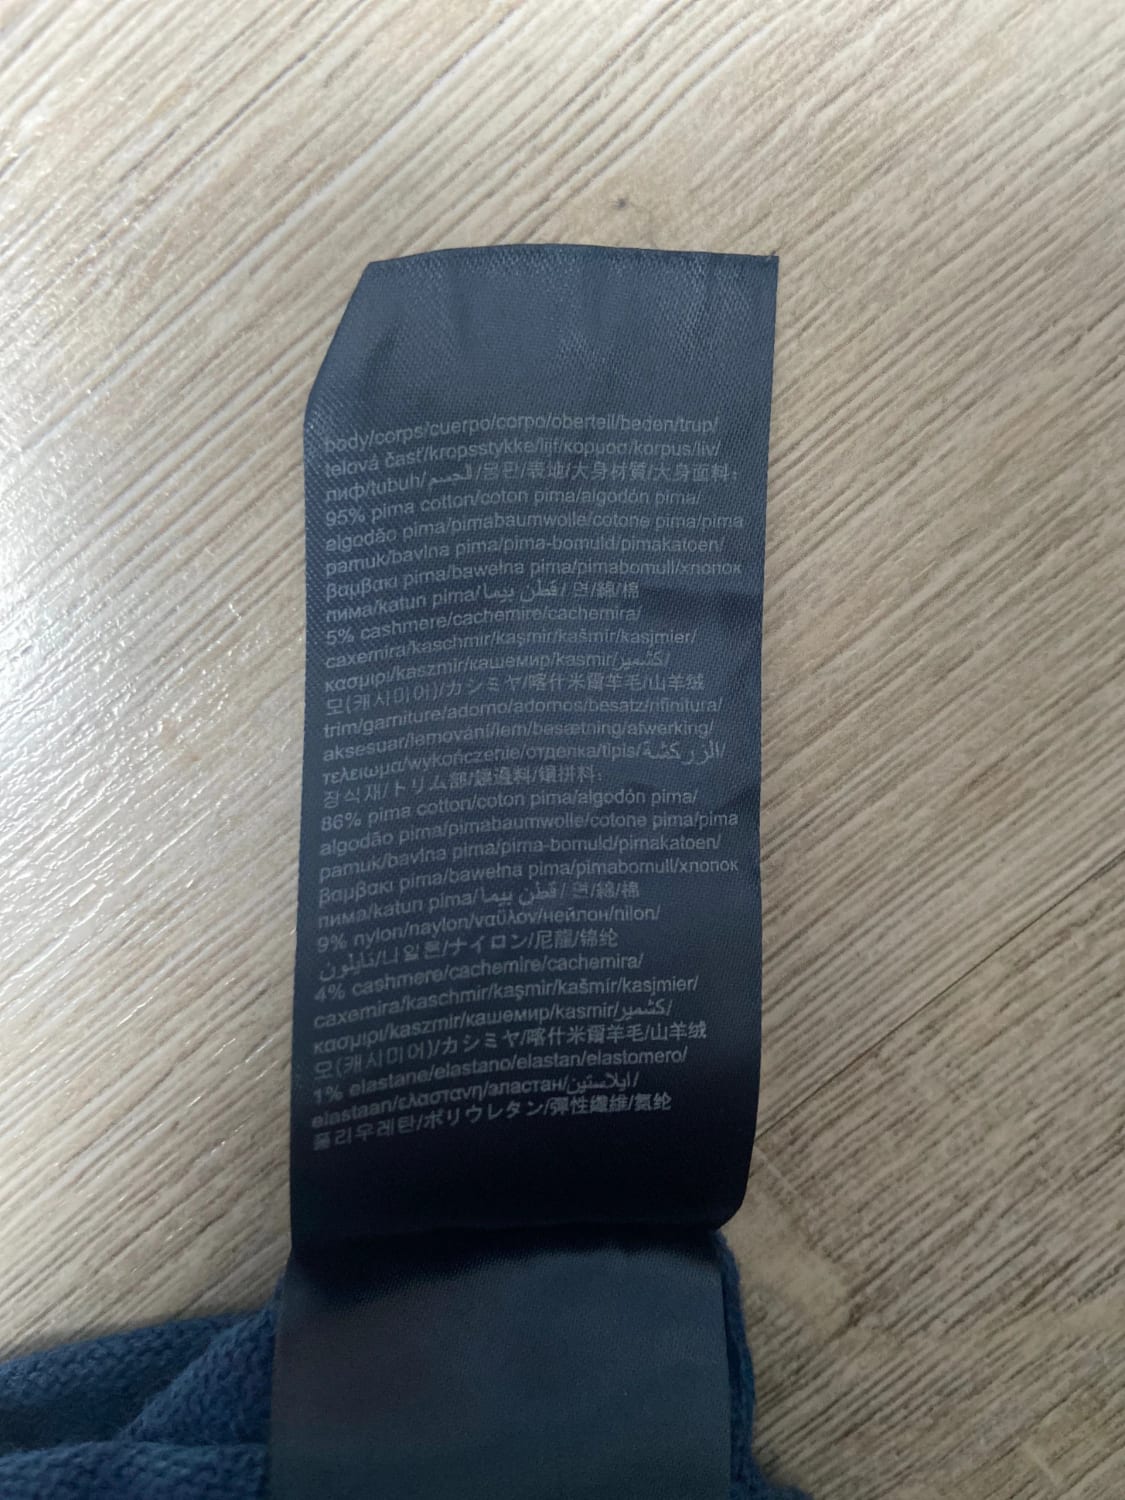 body/corps/cuerpo/corpo/oberteil/beden/trup/
telová časť/kropsstykke/lijf/κορμοσ/korpus/liv/
пиф/tubuh/الجسم/몸판/表地/大身材質/大身面料:
95% pima cotton/coton pima/algodón pima/
algodão pima/pimabaumwolle/cotone pima/pima
pamuk/bavlna pima/pima-bomuld/pimakatoen/
βαμβακι pima/bawełna pima/pimabomull/хлопок
пима/katun pima/قطن بيما/ 면/綿/棉
5% cashmere/cachemire/cachemira/
caxemira/kaschmir/kaşmir/kašmír/kasjmier/
κασμιρι/kaszmir/кашемир/kasmir/كشمير/
모(캐시미어)/カシミヤ/喀什米爾羊毛/山羊绒
trim/garniture/adorno/adornos/besatz/rifinitura/
aksesuar/lemování/lem/besætning/afwerking/
τελειωμα/wykończenie/отделка/tipis/الزركشة/
장식재/トリム部/鑲邊料/镶拼料:
86% pima cotton/coton pima/algodón pima/
algodão pima/pimabaumwolle/cotone pima/pima
pamuk/bavlna pima/pima-bomuld/pimakatoen/
βαμβακι pima/bawełna pima/pimabomull/хлопок
пима/katun pima/قطن بيما/ 면/綿/棉
9% nylon/naylon/ναΰλον/нейлон/nilon/
نايلون/나일론/ナイロン/尼龍/锦纶
4% cashmere/cachemire/cachemira/
caxemira/kaschmir/kaşmir/kašmír/kasjmier/
κασμιρι/kaszmir/кашемир/kasmir/كشمير/
모(캐시미어)/カシミヤ/喀什米爾羊毛/山羊绒
1% elastane/elastano/elastan/elastomero/
elastaan/ελαστανη/эластан/ايلاستين/
폴리우레탄/ポリウレタン/彈性纖維/氨纶